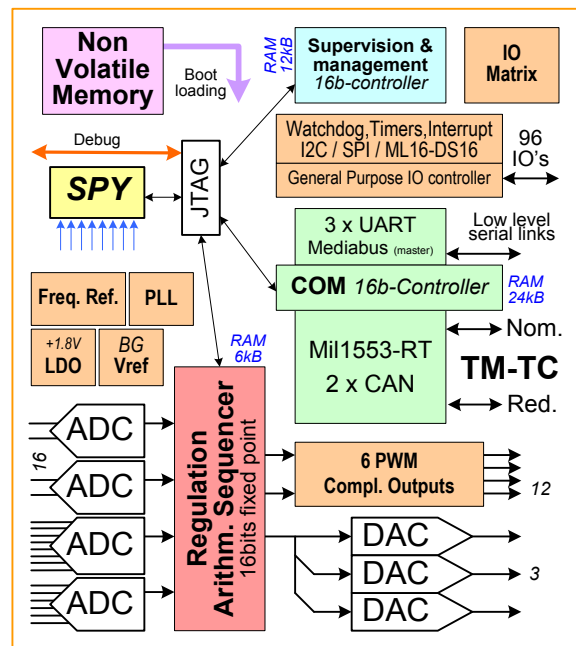 Non
Volatile
Memory
Boot
loading
RAM
12kB
Supervision &
management
16b-controller
IO
Matrix
Debug
SPY
JTAG
Watchdog,Timers,Interrupt
I2C / SPI / ML16-DS16
General Purpose IO controller
96
IO's
3 x UART
Mediabus (master)
Low level
serial links
COM 16b-Controller
RAM
24kB
Freq. Ref.
PLL
+1.8V
LDO
BG
Vref
RAM
6kB
Mil1553-RT
2 x CAN
Nom.
TM-TC
Red.
16
ADC
ADC
ADC
ADC
Regulation
Arithm. Sequencer
16bits fixed point
6 PWM
Compl. Outputs
12
DAC
DAC
DAC
3